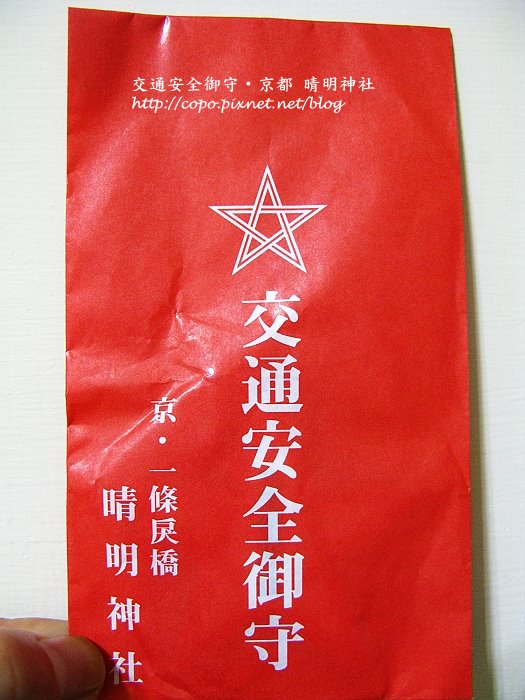 交通安全御守・京都 晴明神社
http://copo.pixnet.net/blog
交通安全御守
京・一條戻橋
晴明神社